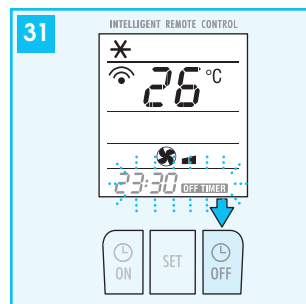 31
INTELLIGENT REMOTE CONTROL
26 °C
23:30 OFF TIMER
ON
SET
OFF